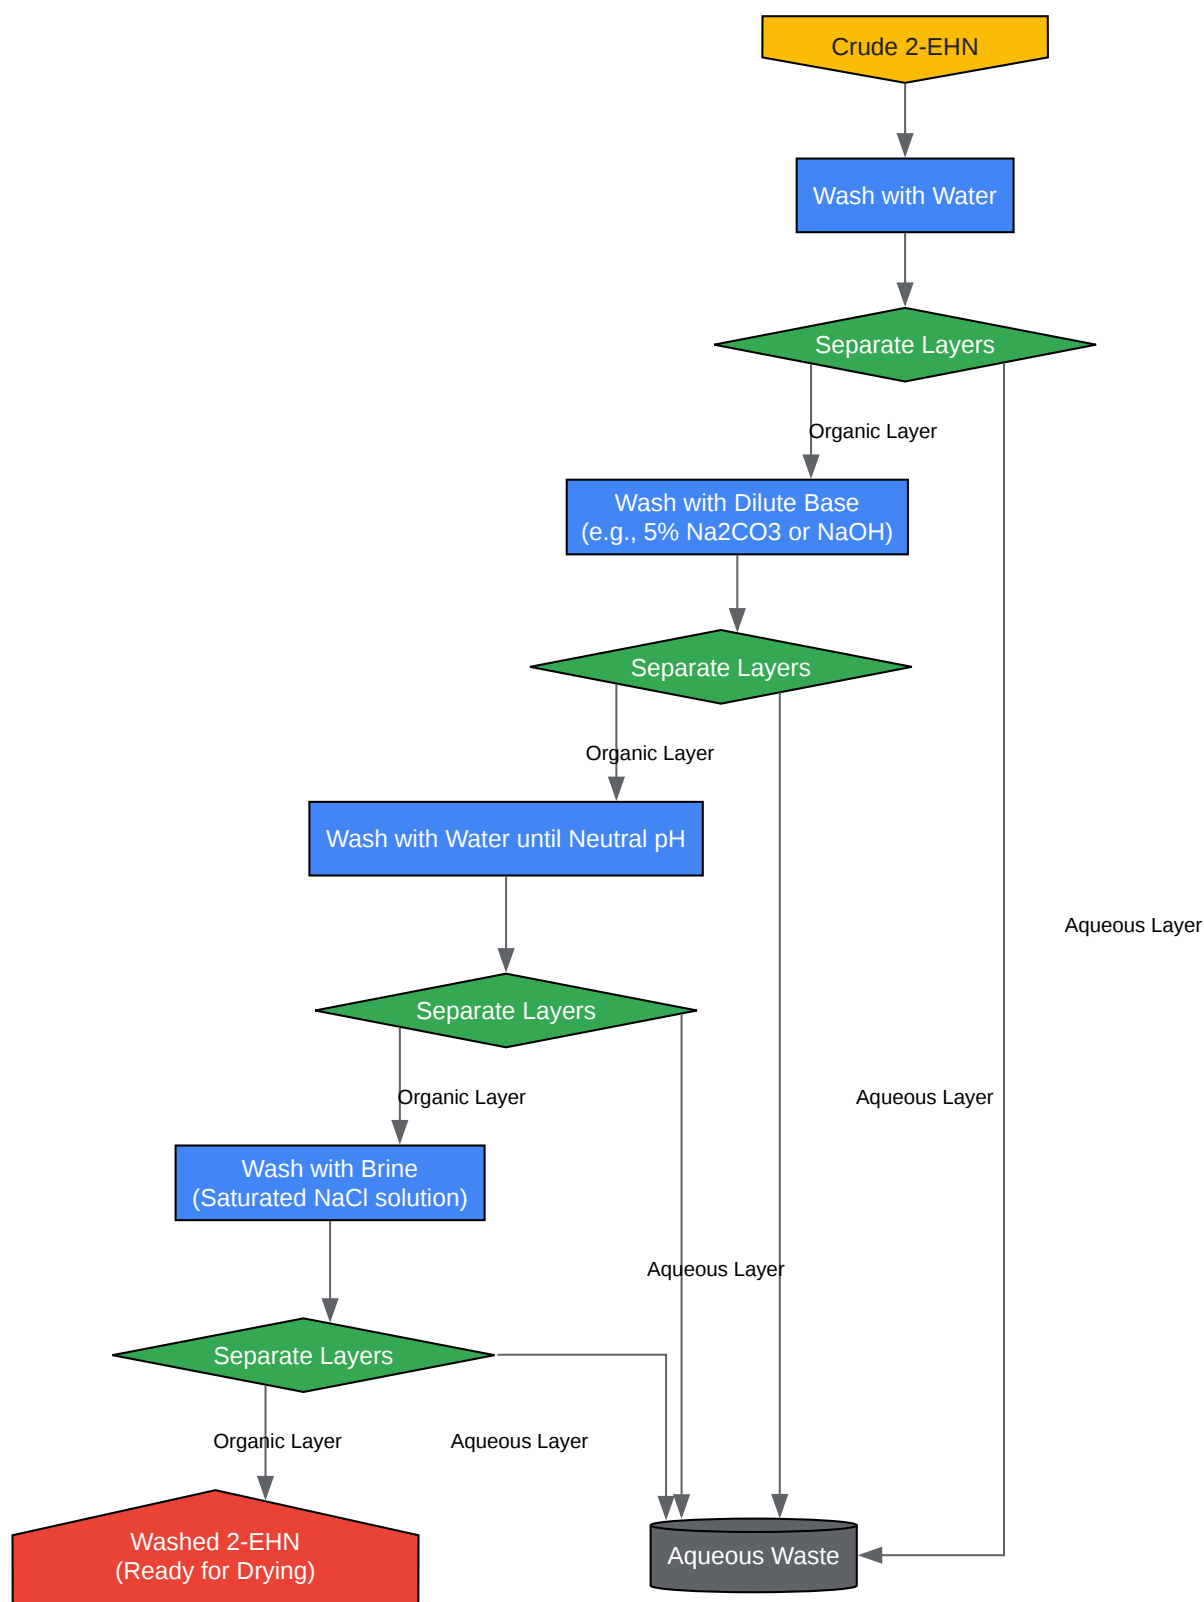 Crude 2-EHN
Wash with Water
Separate Layers
Organic Layer
Wash with Dilute Base
(e.g., 5% Na2CO3 or NaOH)
Separate Layers
Organic Layer
Wash with Water until Neutral pH
Aqueous Layer
Separate Layers
Organic Layer
Aqueous Layer
Wash with Brine
(Saturated NaCl solution)
Aqueous Layer
Separate Layers
Organic Layer
Aqueous Layer
Washed 2-EHN
(Ready for Drying)
Aqueous Waste